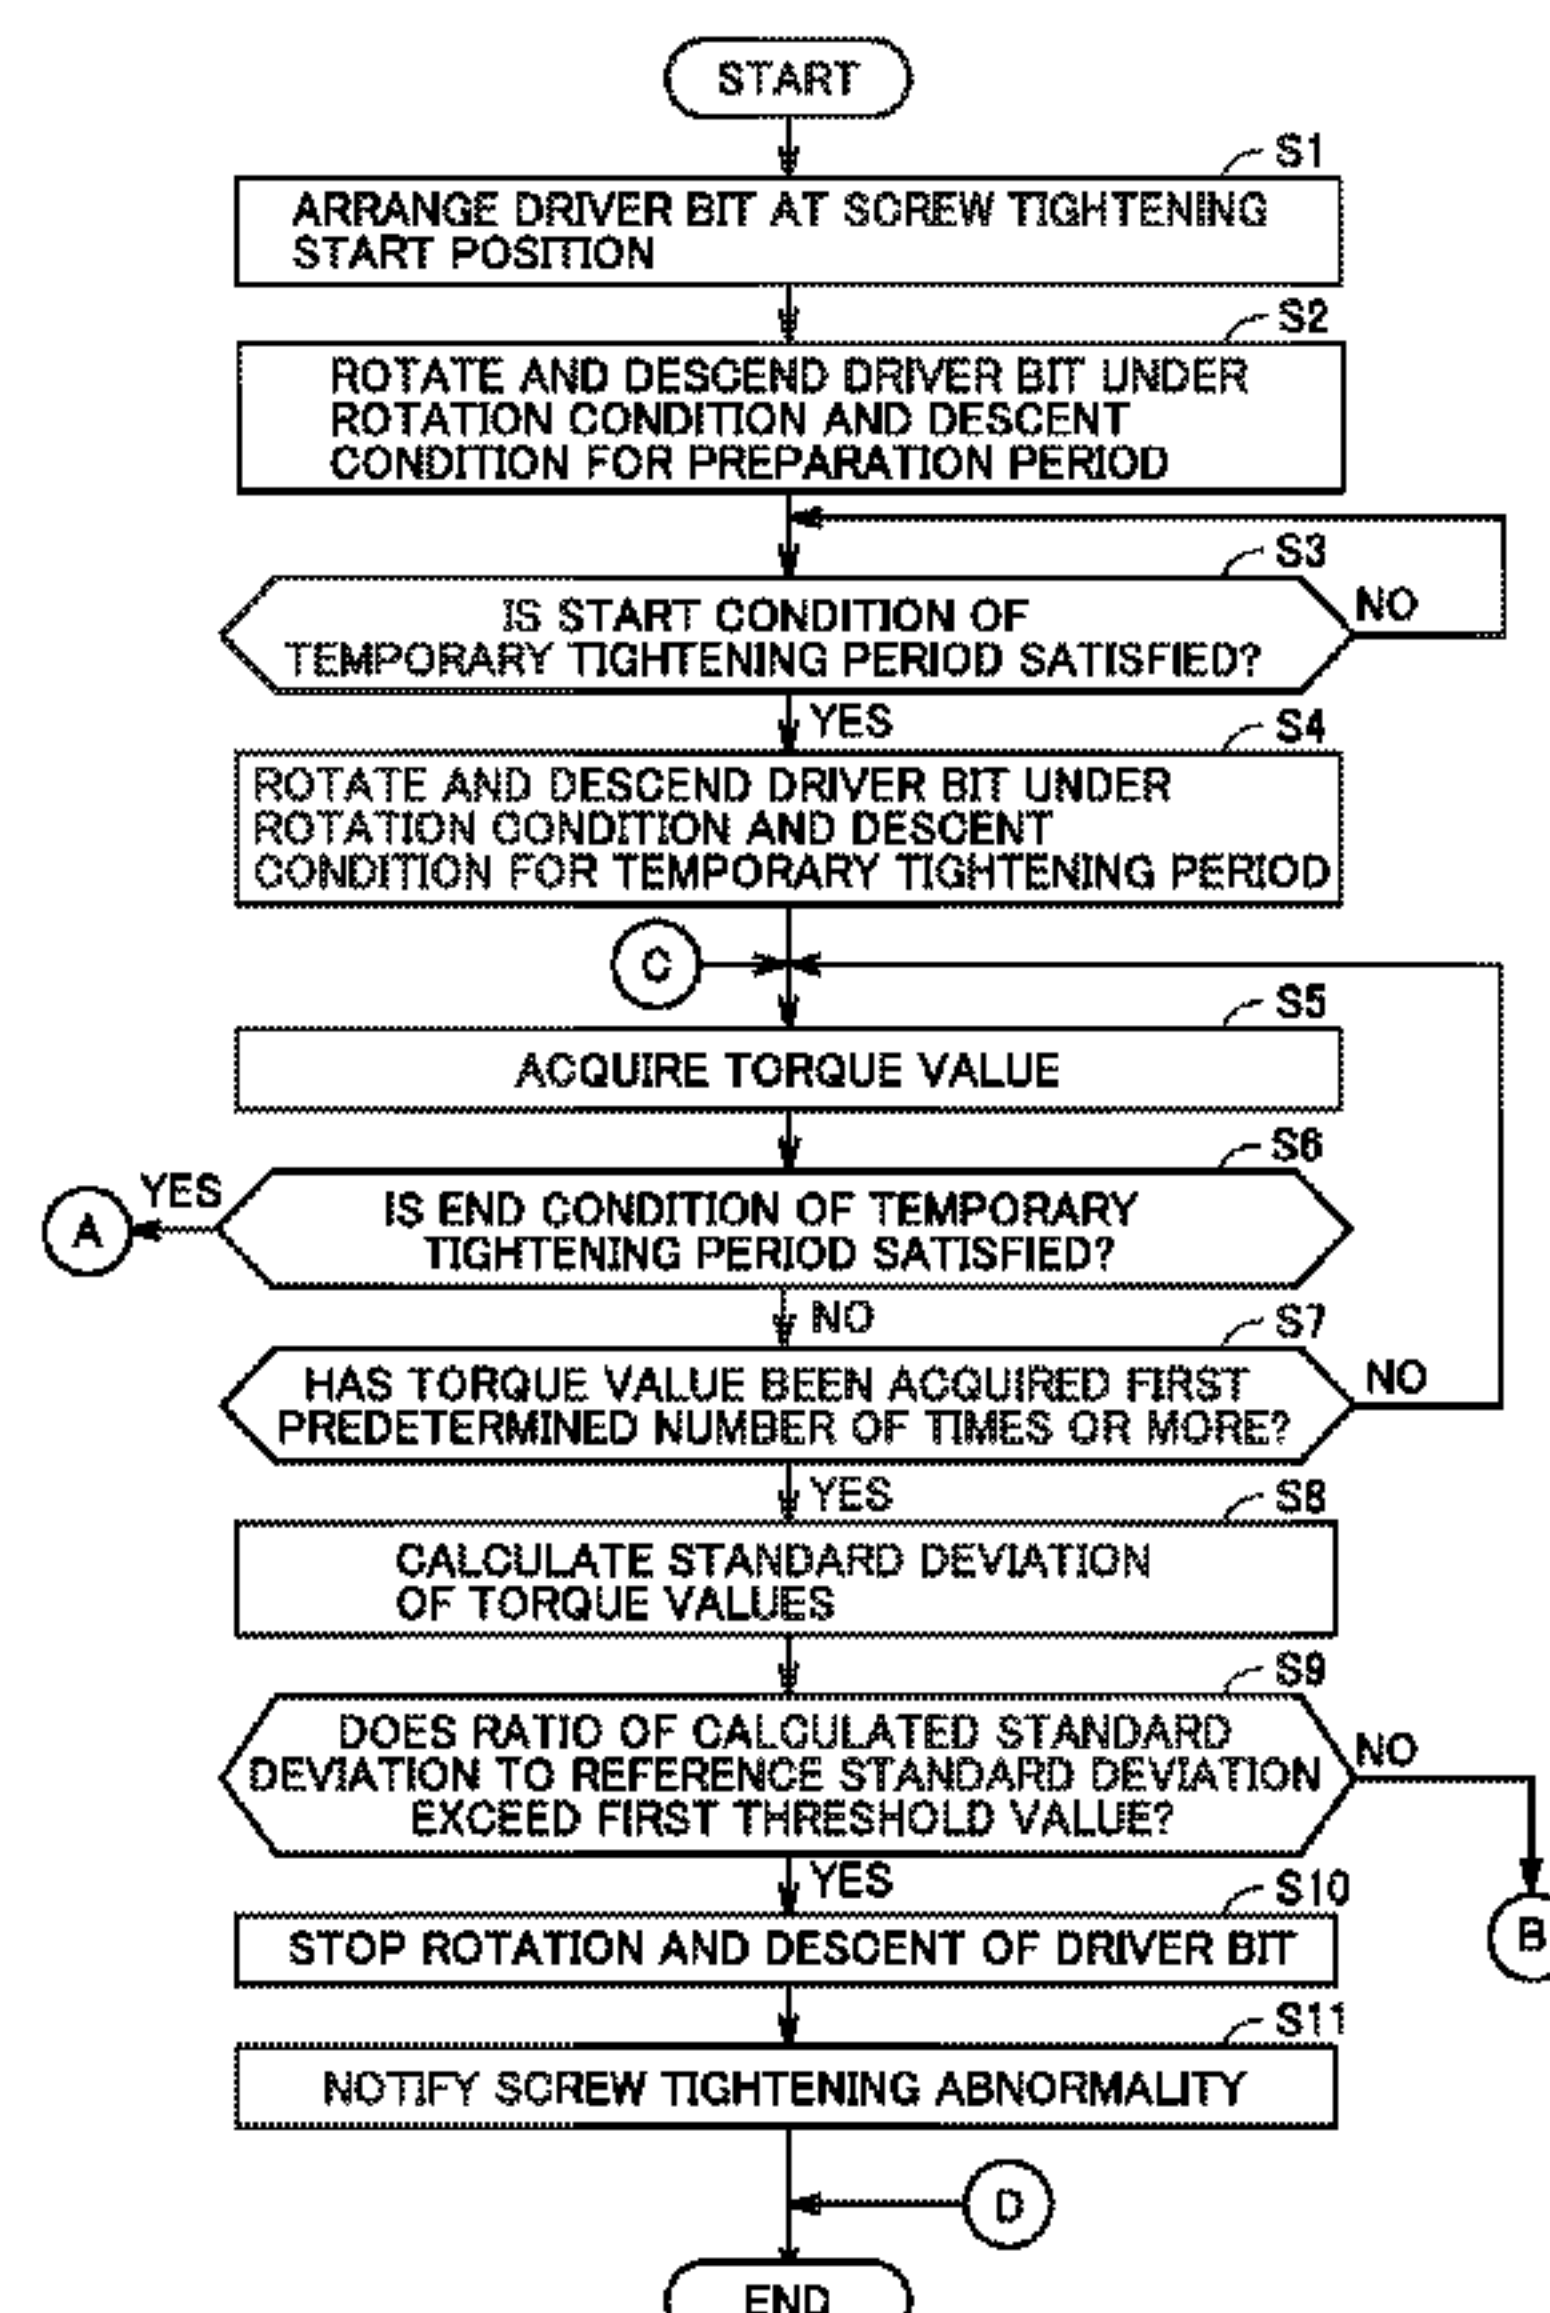 START
S1
ARRANGE DRIVER BIT AT SCREW TIGHTENING
START POSITION
S2
ROTATE AND DESCEND DRIVER BIT UNDER
ROTATION CONDITION AND DESCENT
CONDITION FOR PREPARATION PERIOD
S3
IS START CONDITION OF
TEMPORARY TIGHTENING PERIOD SATISFIED?
NO
YES
S4
ROTATE AND DESCEND DRIVER BIT UNDER
ROTATION CONDITION AND DESCENT
CONDITION FOR TEMPORARY TIGHTENING PERIOD
C
S5
ACQUIRE TORQUE VALUE
S6
YES
A
IS END CONDITION OF TEMPORARY
TIGHTENING PERIOD SATISFIED?
NO
S7
HAS TORQUE VALUE BEEN ACQUIRED FIRST
PREDETERMINED NUMBER OF TIMES OR MORE?
NO
YES
S8
CALCULATE STANDARD DEVIATION
OF TORQUE VALUES
S9
DOES RATIO OF CALCULATED STANDARD
DEVIATION TO REFERENCE STANDARD DEVIATION
EXCEED FIRST THRESHOLD VALUE?
NO
YES
S10
B
STOP ROTATION AND DESCENT OF DRIVER BIT
S11
NOTIFY SCREW TIGHTENING ABNORMALITY
D
END